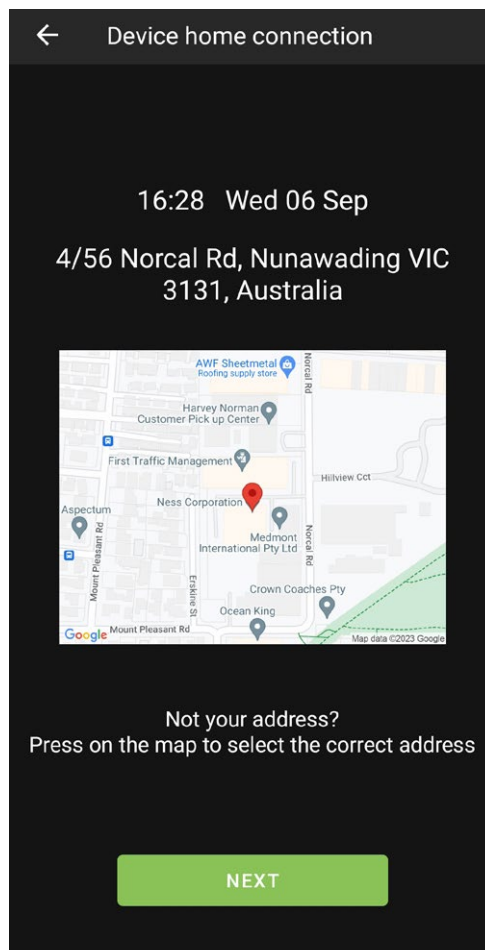 Device home connection
16:28 Wed 06 Sep
4/56 Norcal Rd, Nunawading VIC
3131, Australia
AWF Sheetmetal
Roofing supply store
Norcal Rd
Harvey Norman
Customer Pick up Center
First Traffic Management
Hillview Cct
Ness Corporation
Aspectum
Medmont
International Pty Ltd
Norcal Rd
Mount Pleasant Rd
Erskine St
Crown Coaches Pty
Ocean King
Mount Pleasant Rd
Google
Map data ©2023 Google
Not your address?
Press on the map to select the correct address
NEXT